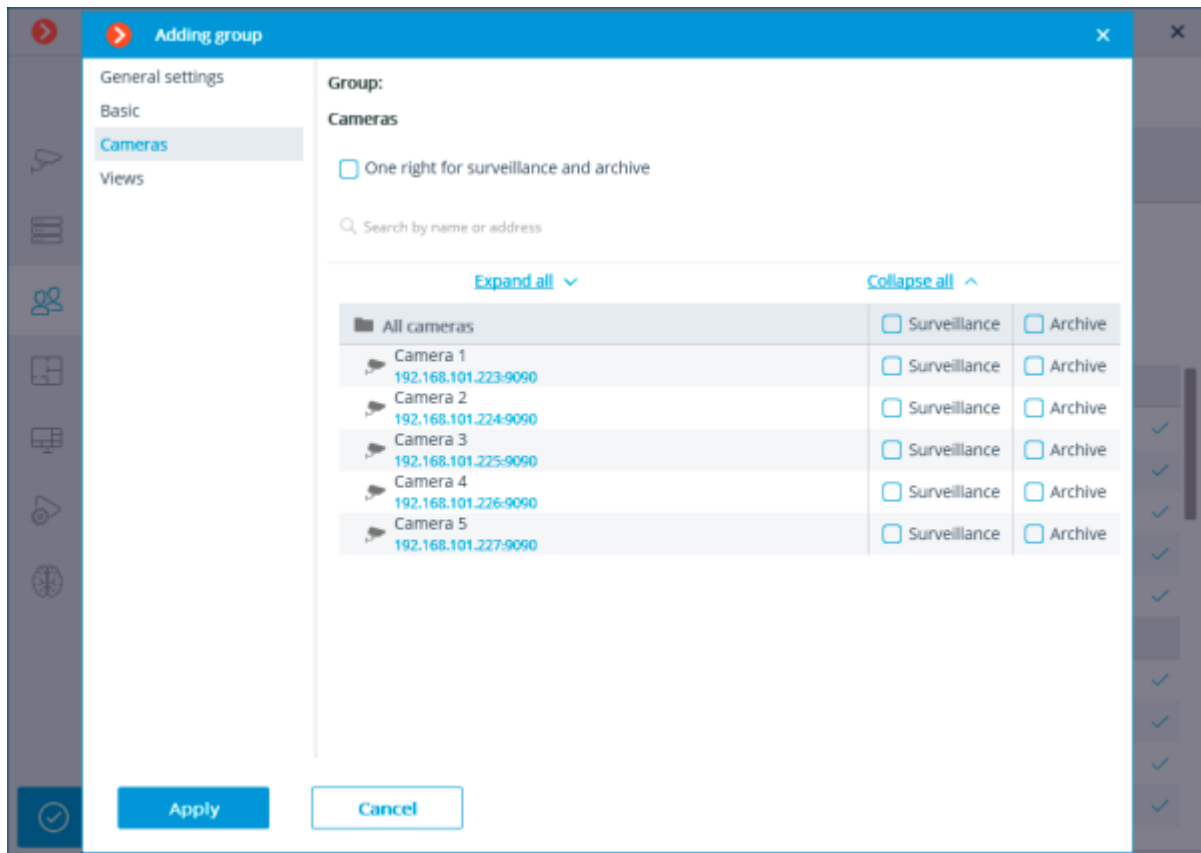 Adding group
General settings
Basic
Cameras
Views
Group:
Cameras
One right for surveillance and archive
Search by name or address
Expand all
Collapse all
All cameras Surveillance Archive
Camera 1
192.168.101.223:9090
Surveillance Archive
Camera 2
192.168.101.224:9090
Surveillance Archive
Camera 3
192.168.101.225:9090
Surveillance Archive
Camera 4
192.168.101.226:9090
Surveillance Archive
Camera 5
192.168.101.227:9090
Surveillance Archive
Apply
Cancel